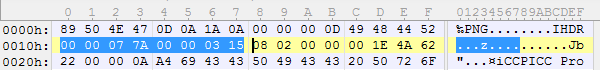 0 1 2 3 4 5 6 7 8 9 A B C D E F 0123456789ABCDEF
0000h: 89 50 4E 47 0D 0A 1A 0A 00 00 00 0D 49 48 44 52 ‰PNG........IHDR
0010h: 00 00 07 7A 00 00 03 15 08 02 00 00 00 1E 4A 62 ...z..........Jb
0020h: 22 00 00 0A A4 69 43 43 50 49 43 43 20 50 72 6F "...¤iCCPICC Pro